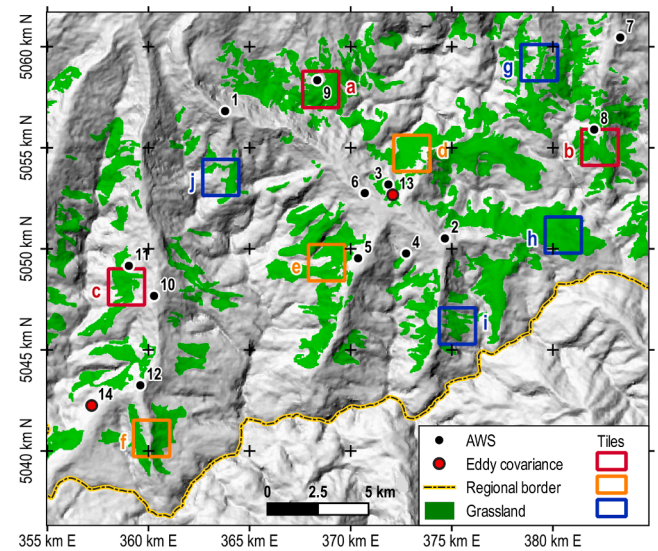 5060 km N
5055 km N
5050 km N
5045 km N
5040 km N
7
g
9
a
1
8
b
d
3
13
6
j
2
h
4
5
e
11
c
10
i
12
14
f
AWS
Tiles
Eddy covariance
Regional border
Grassland
0 2.5 5 km
355 km E 360 km E 365 km E 370 km E 375 km E 380 km E